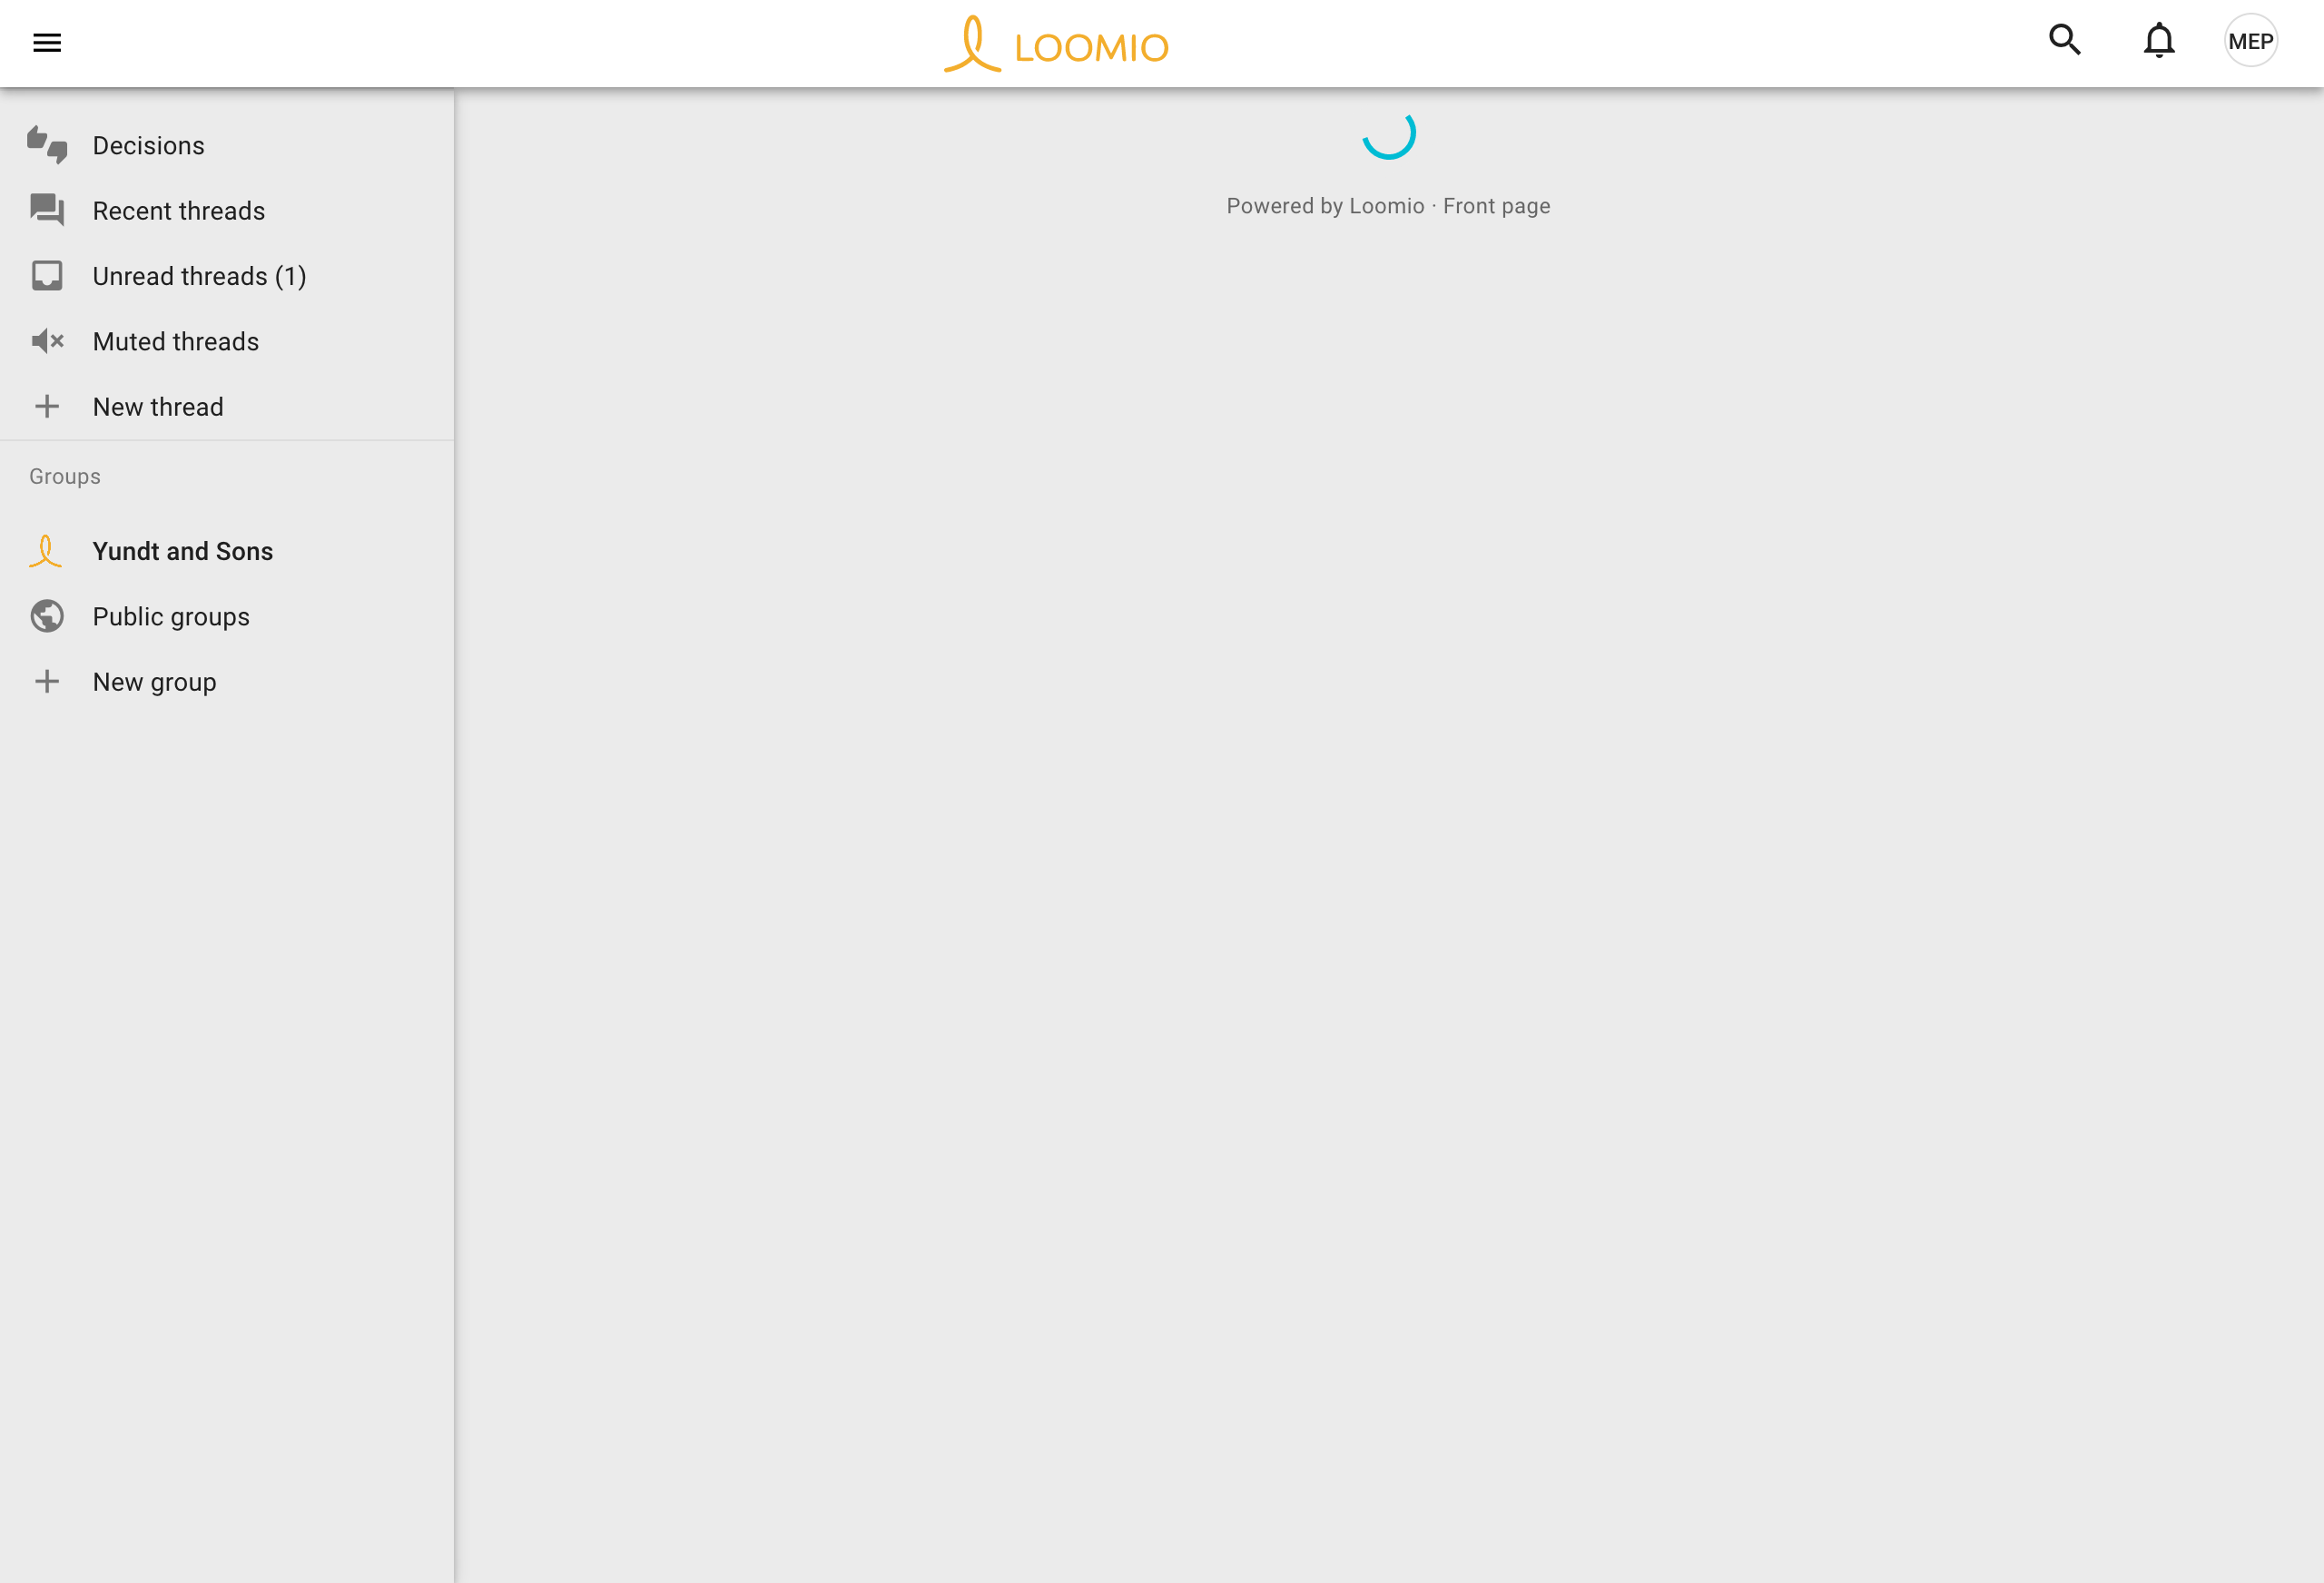 LOOMIO
MEP
Decisions
Recent threads
Unread threads (1)
Muted threads
New thread
Groups
Yundt and Sons
Public groups
New group
Powered by Loomio · Front page